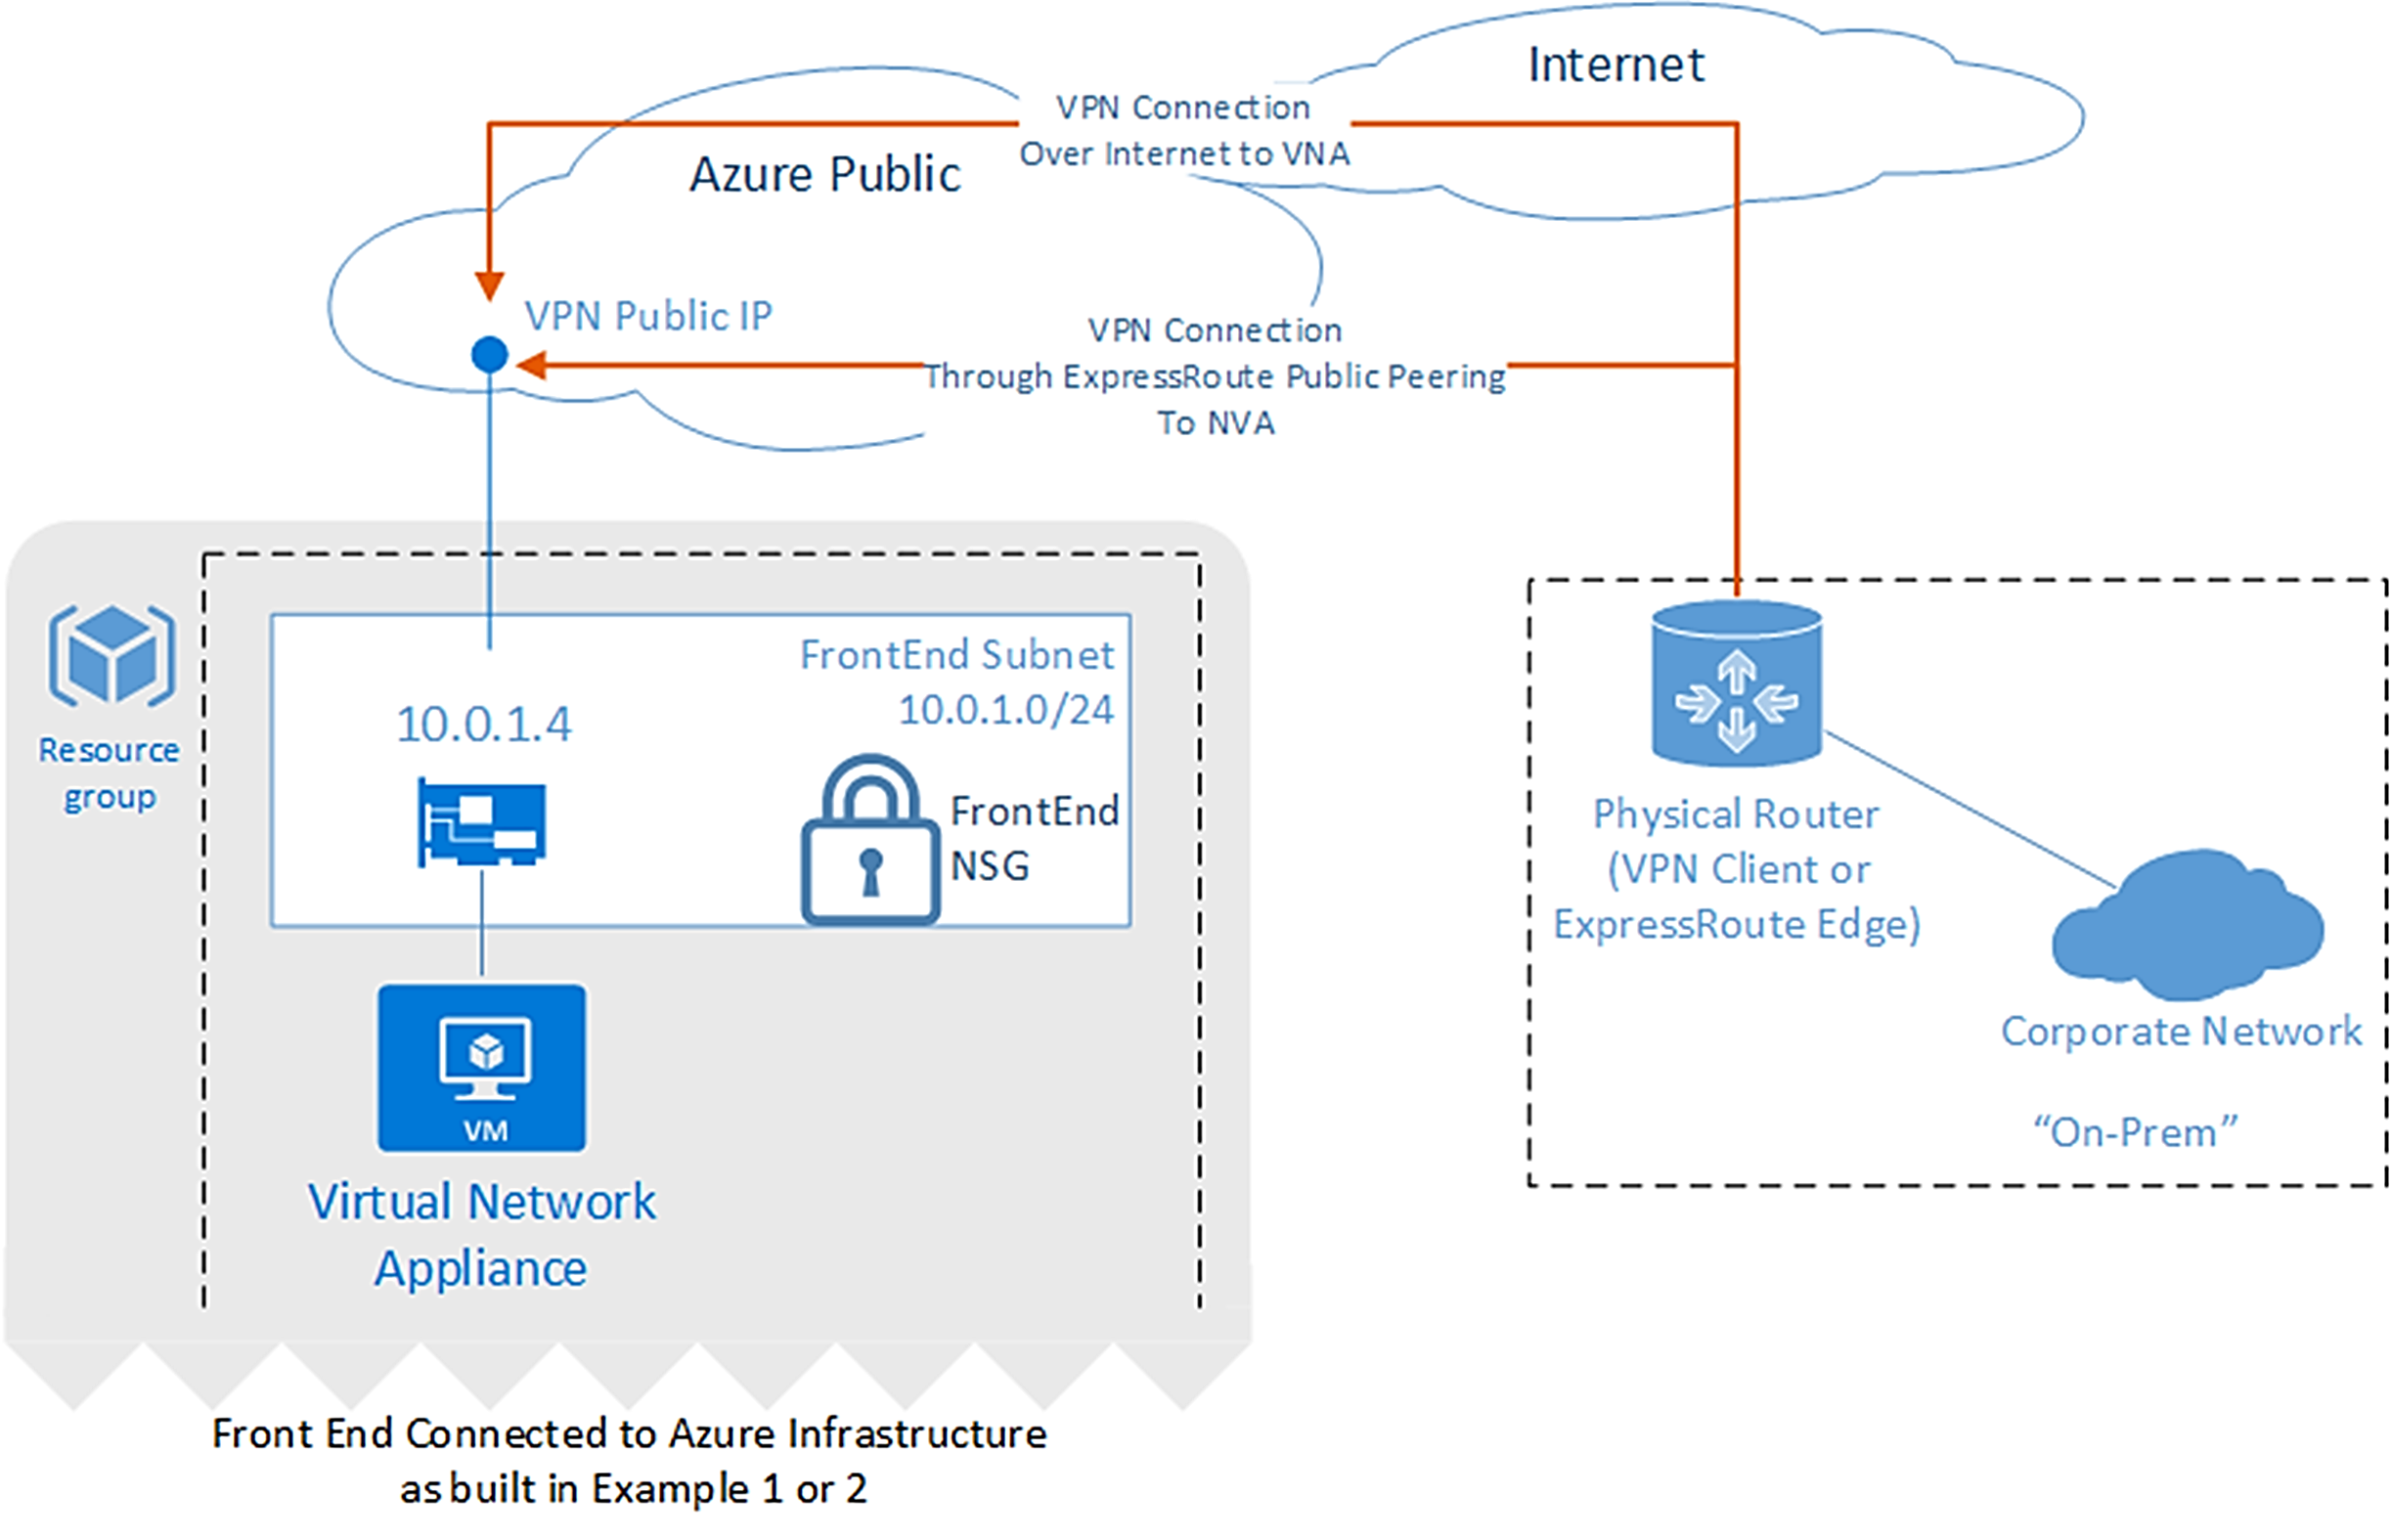 Internet
VPN Connection
Over Internet to VNA
Azure Public
VPN Public IP
VPN Connection
Through ExpressRoute Public Peering
To NVA
Resource
group
FrontEnd Subnet
10.0.1.0/24
10.0.1.4
FrontEnd
NSG
VM
Virtual Network
Appliance
Physical Router
(VPN Client or
ExpressRoute Edge)
Corporate Network
“On-Prem”
Front End Connected to Azure Infrastructure
as built in Example 1 or 2